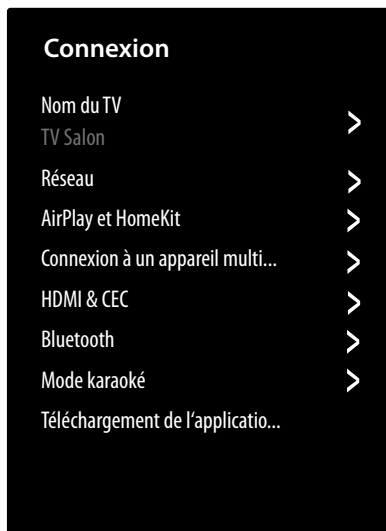 Connexion
Nom du TV
TV Salon
Réseau
AirPlay et HomeKit
Connexion à un appareil multi...
HDMI & CEC
Bluetooth
Mode karaoké
Téléchargement de l‘applicatio...